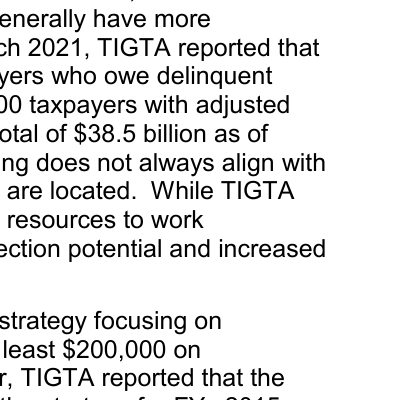 enerally have more
ch 2021, TIGTA reported that
yers who owe delinquent
00 taxpayers with adjusted
otal of $38.5 billion as of
ng does not always align with
are located.  While TIGTA
resources to work
ection potential and increased
strategy focusing on
least $200,000 on
r, TIGTA reported that the